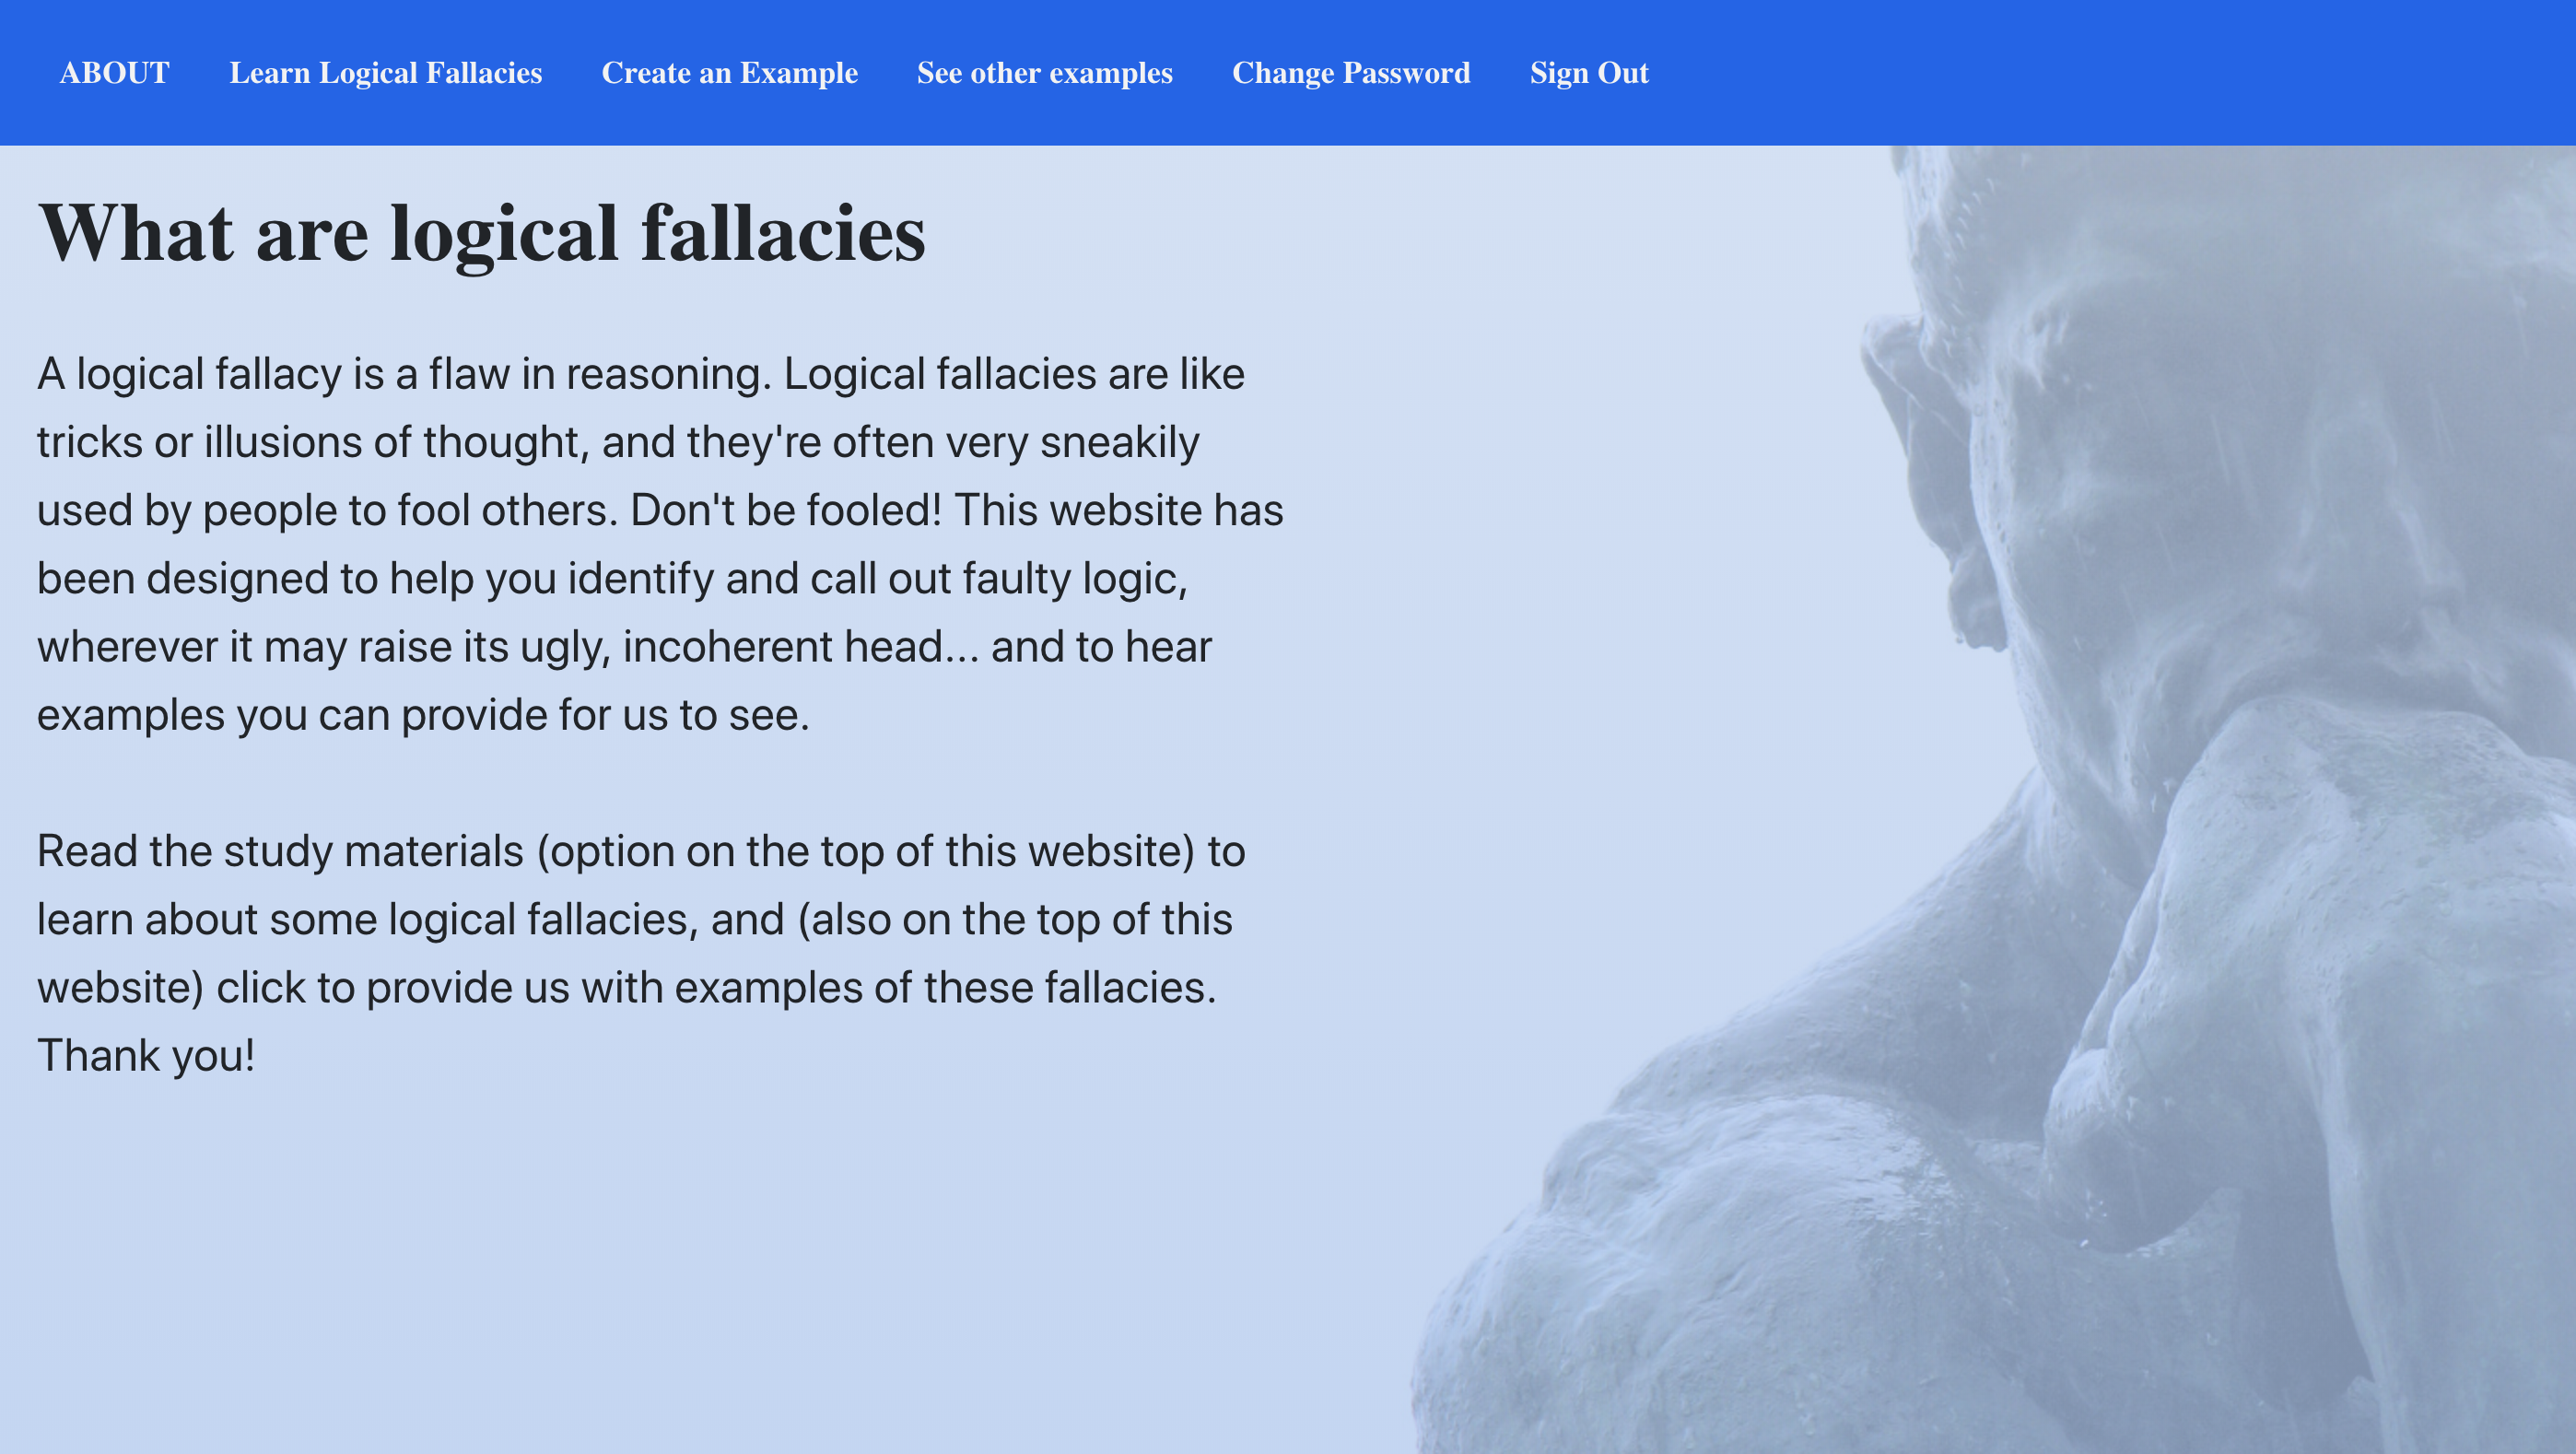 ABOUT Learn Logical Fallacies Create an Example See other examples Change Password Sign Out
What are logical fallacies
A logical fallacy is a flaw in reasoning. Logical fallacies are like
tricks or illusions of thought, and they're often very sneakily
used by people to fool others. Don't be fooled! This website has
been designed to help you identify and call out faulty logic,
wherever it may raise its ugly, incoherent head... and to hear
examples you can provide for us to see.
Read the study materials (option on the top of this website) to
learn about some logical fallacies, and (also on the top of this
website) click to provide us with examples of these fallacies.
Thank you!